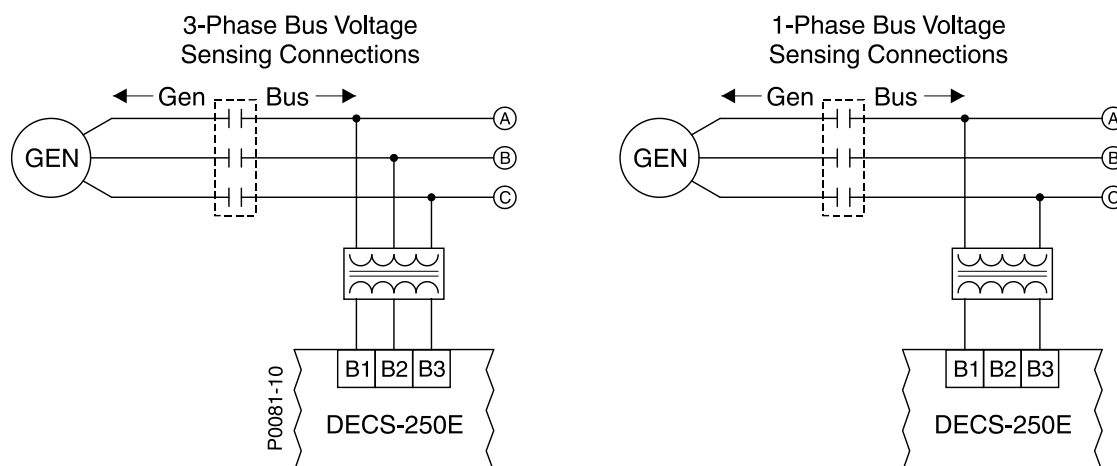 3-Phase Bus Voltage
Sensing Connections
Gen
Bus
GEN
A
B
C
B1 B2 B3
DECS-250E
P0081-10
1-Phase Bus Voltage
Sensing Connections
Gen
Bus
GEN
A
B
C
B1 B2 B3
DECS-250E